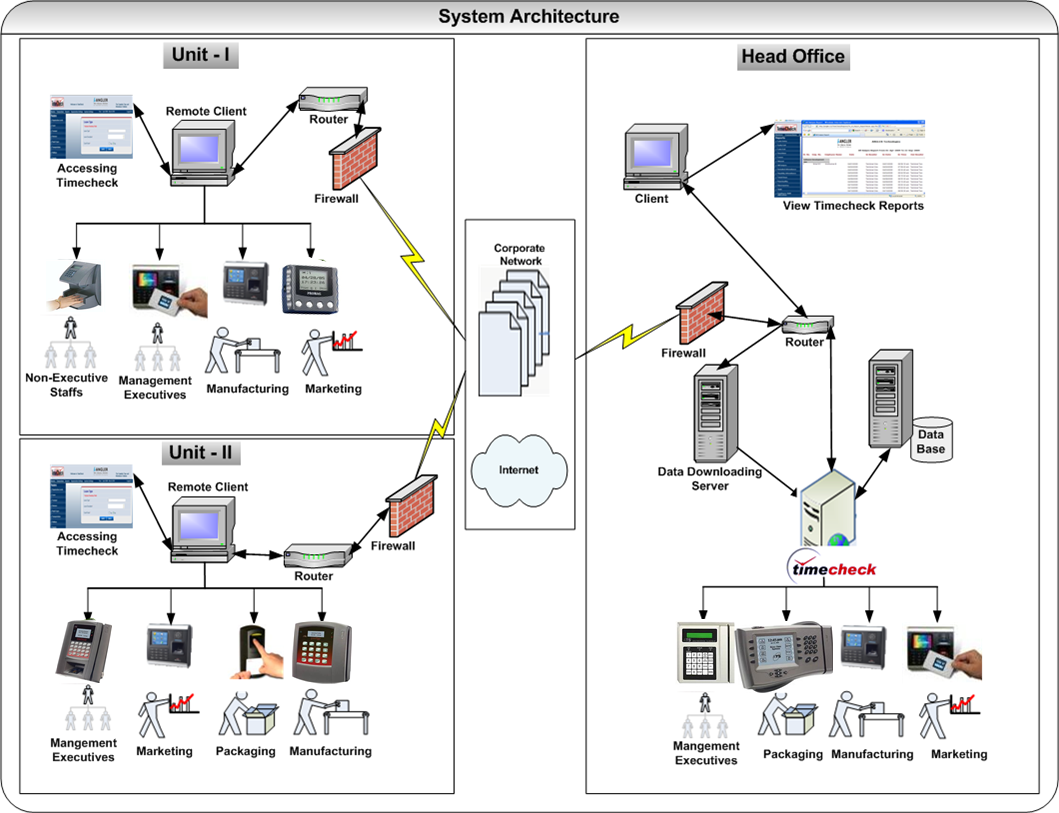 System Architecture
Unit - I
Remote Client
Router
Accessing
Timecheck
Firewall
Non-Executive
Staffs
Management
Executives
Manufacturing
Marketing
Unit - II
Remote Client
Accessing
Timecheck
Router
Firewall
Mangement
Executives
Marketing
Packaging
Manufacturing
Corporate
Network
Internet
Head Office
Client
View Timecheck Reports
Firewall
Router
Data Downloading
Server
Data
Base
timecheck
Mangement
Executives
Packaging
Manufacturing
Marketing